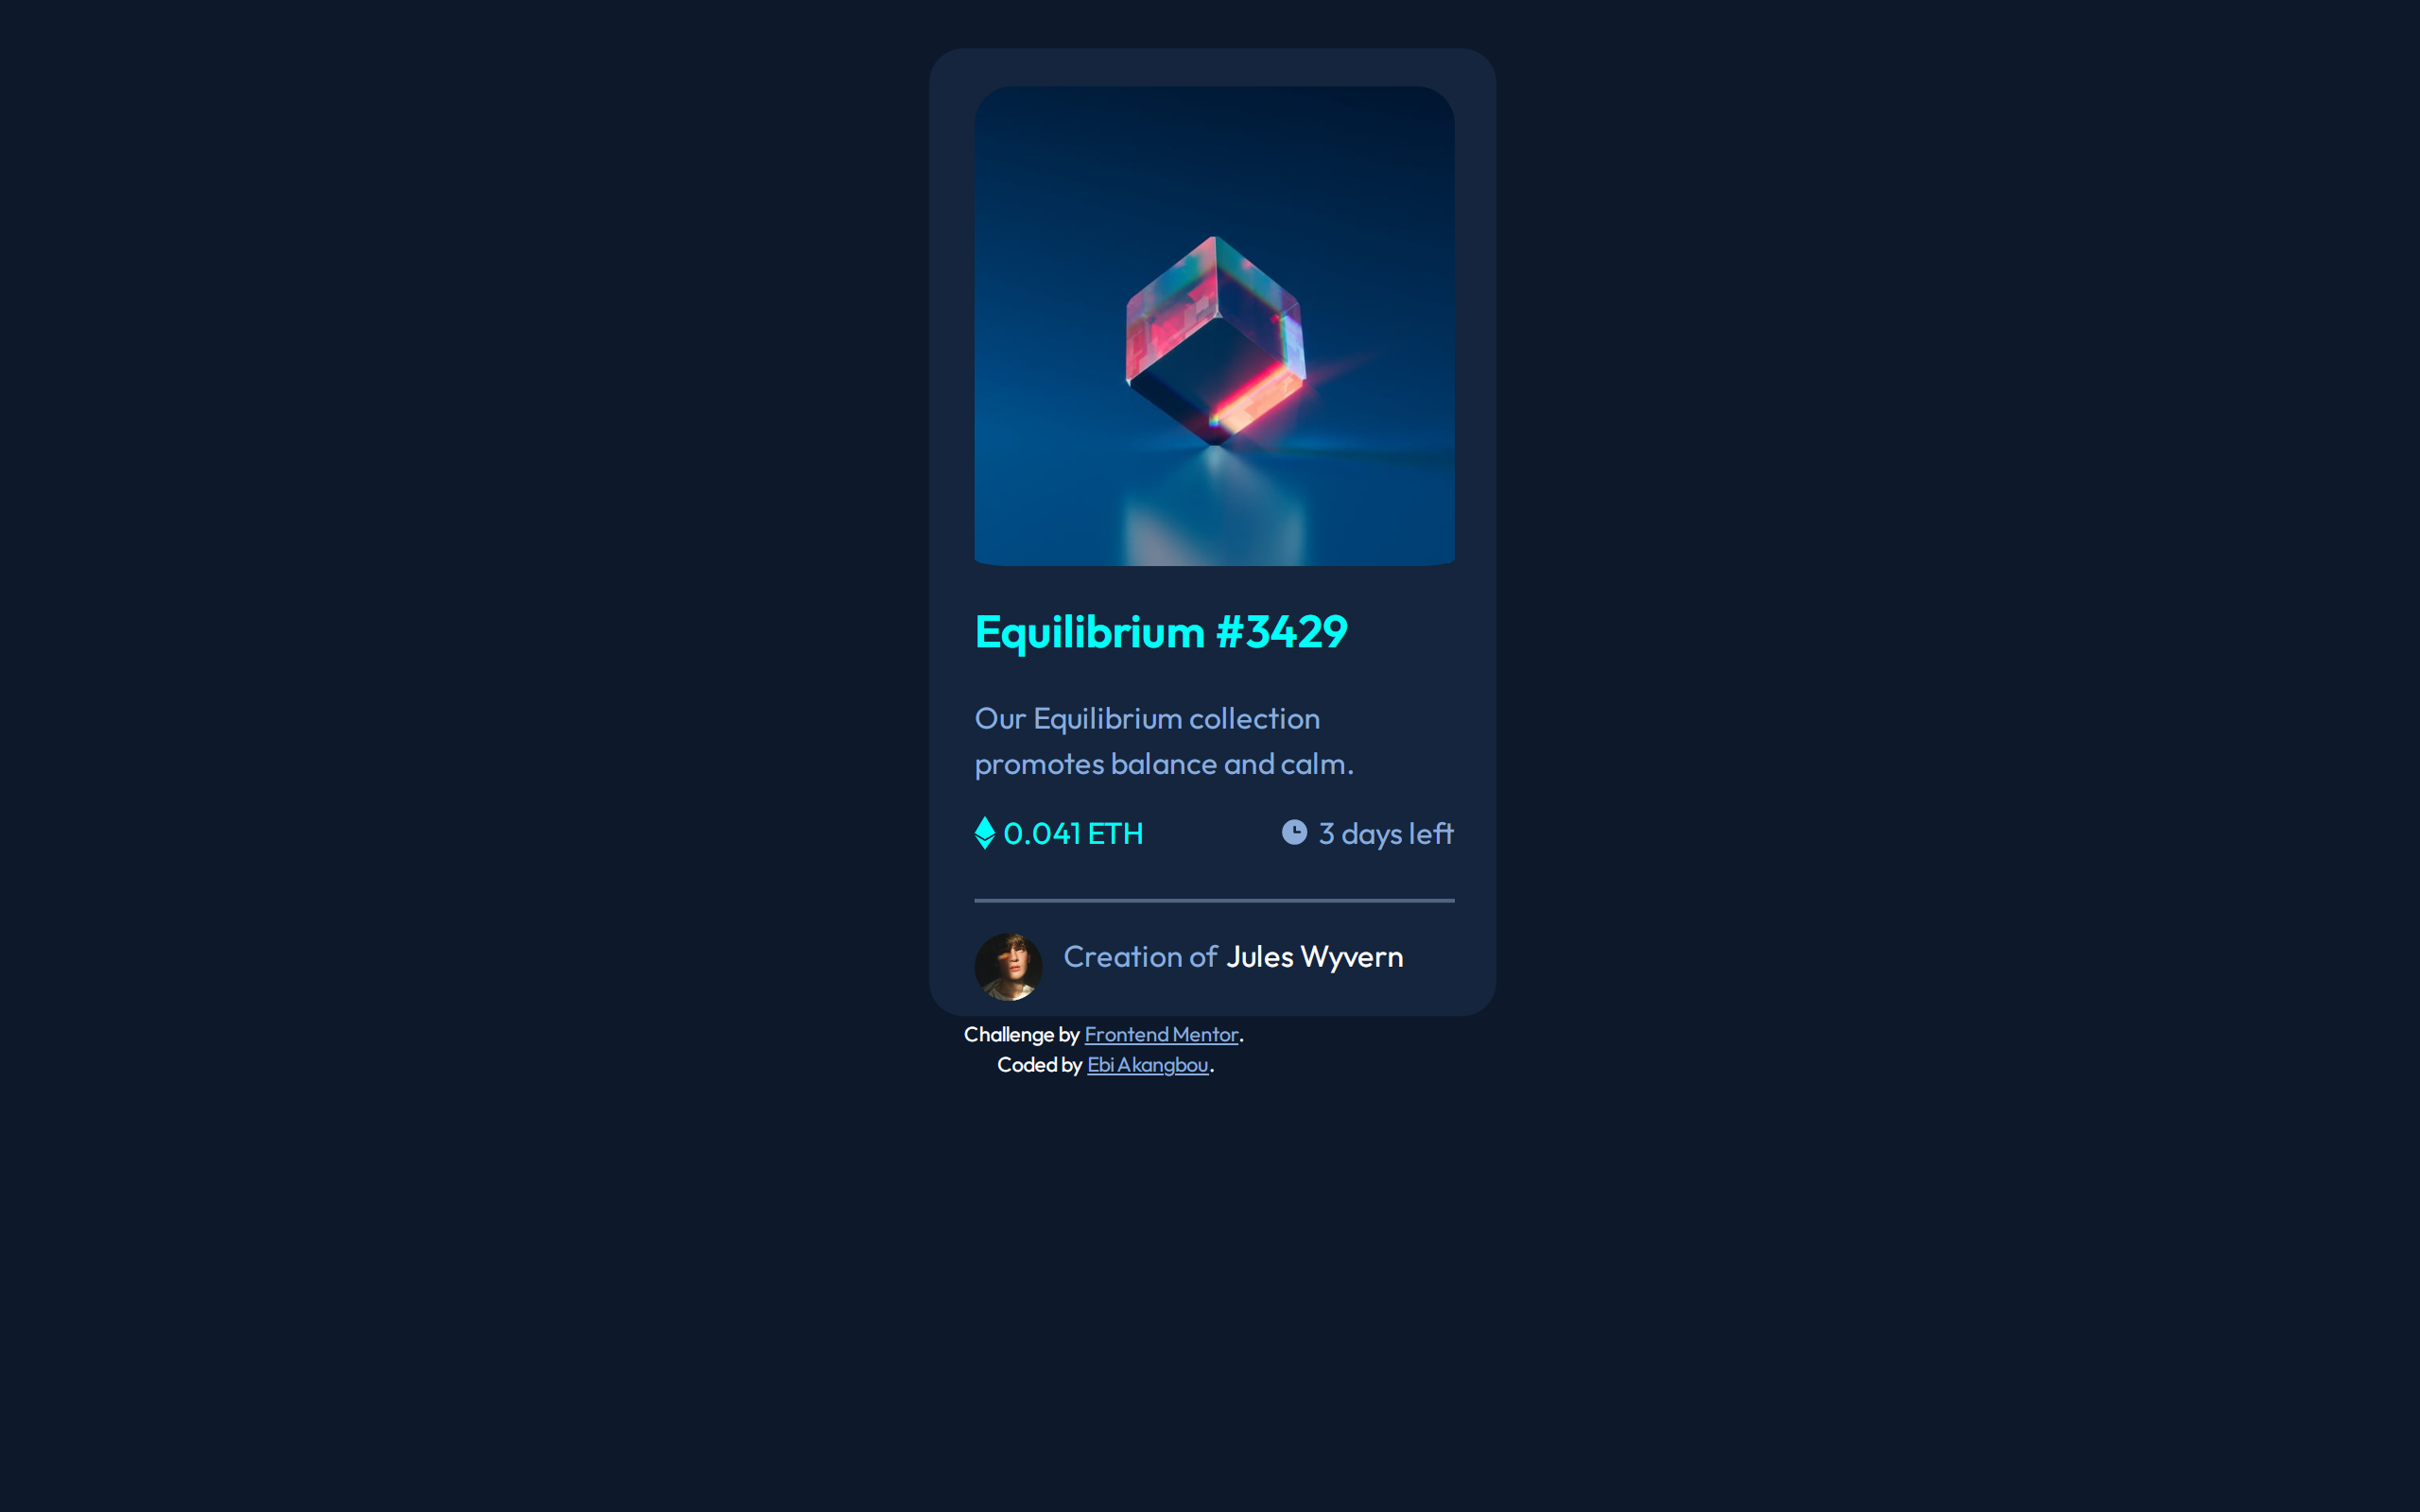 Equilibrium #3429
Our Equilibrium collection
promotes balance and calm.
0.041 ETH
3 days left
Creation of Jules Wyvern
Challenge by Frontend Mentor.
Coded by Ebi Akangbou.